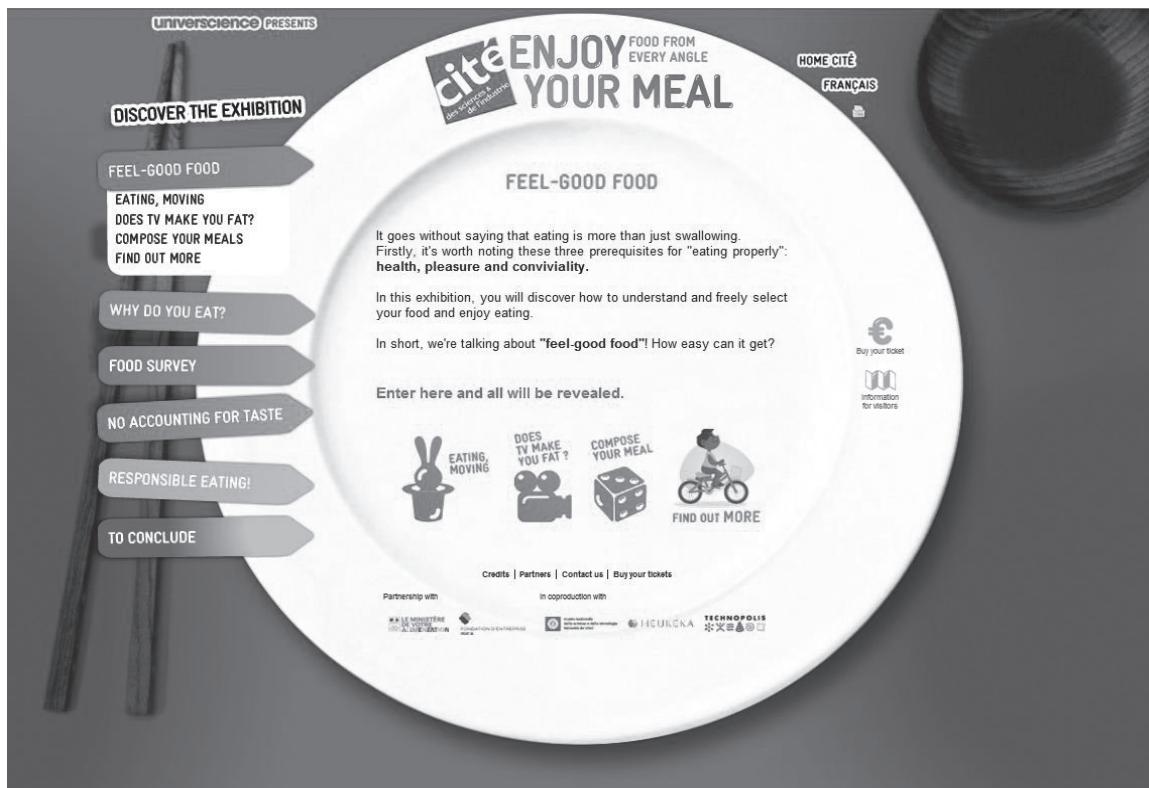 universcience PRESENTS
cité
des sciences &
de l'industrie
ENJOY
YOUR MEAL
FOOD FROM
EVERY ANGLE
HOME CITÉ
FRANÇAIS
DISCOVER THE EXHIBITION
FEEL-GOOD FOOD
EATING, MOVING
DOES TV MAKE YOU FAT?
COMPOSE YOUR MEALS
FIND OUT MORE
WHY DO YOU EAT?
FOOD SURVEY
NO ACCOUNTING FOR TASTE
RESPONSIBLE EATING!
TO CONCLUDE
FEEL-GOOD FOOD
It goes without saying that eating is more than just swallowing.
Firstly, it's worth noting these three prerequisites for "eating properly":
health, pleasure and conviviality.
In this exhibition, you will discover how to understand and freely select
your food and enjoy eating.
In short, we're talking about "feel-good food"! How easy can it get?
Enter here and all will be revealed.
EATING,
MOVING
DOES
TV MAKE
YOU FAT ?
COMPOSE
YOUR MEAL
FIND OUT MORE
€
Buy your ticket
Information
for visitors
Credits | Partners | Contact us | Buy your tickets
Partnership with
In coproduction with
LE MINISTÈRE
DE VOTRE
FONDATION D'ENTREPRISE
HEUREKA
TECHNOPOLIS